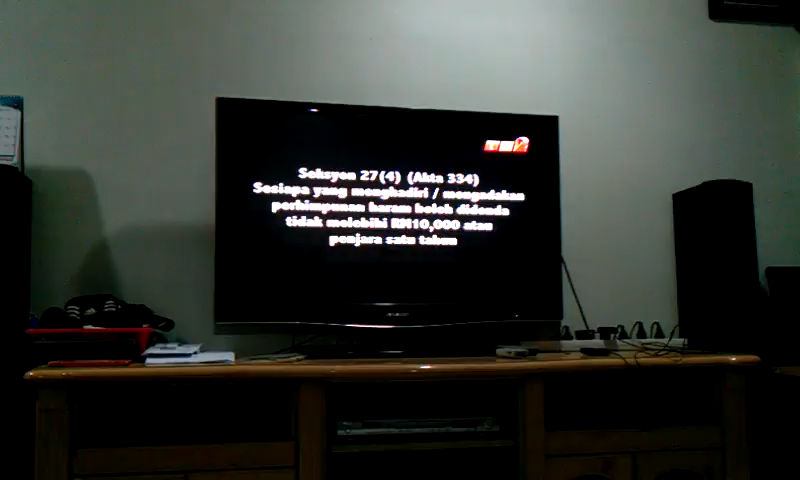 Seksyen 27(4) (Akta 334)
Sesiapa yang menghadiri / mengadakan
perhimpunan haram boleh didenda
tidak melebihi RM10,000 atau
penjara satu tahun